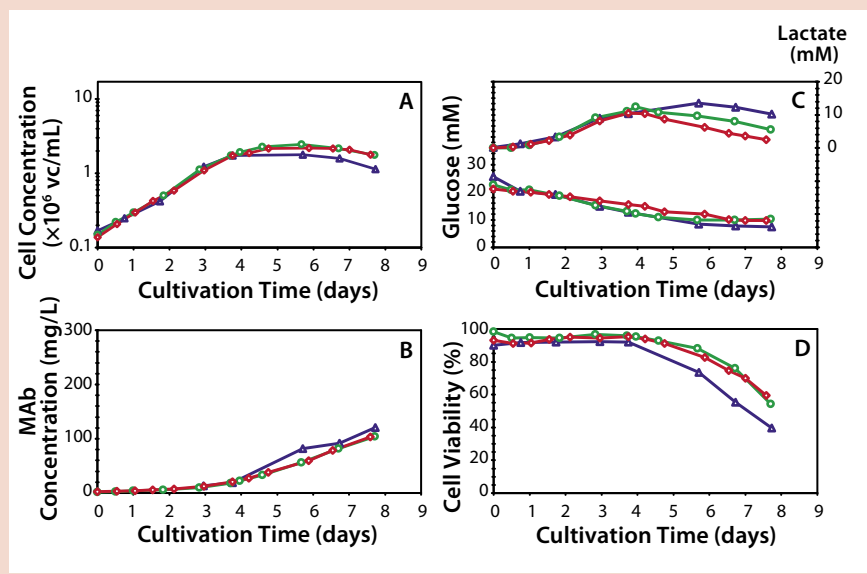 A
Cell Concentration
(×10⁶ vc/mL)
10
1
0.1
0 1 2 3 4 5 6 7 8 9
Cultivation Time (days)
Lactate
(mM)
C
Glucose (mM)
30
20
10
0
20
10
0
0 1 2 3 4 5 6 7 8 9
Cultivation Time (days)
B
MAb
Concentration (mg/L)
300
200
100
0
0 1 2 3 4 5 6 7 8 9
Cultivation Time (days)
D
Cell Viability (%)
100
80
60
40
20
0
0 1 2 3 4 5 6 7 8 9
Cultivation Time (days)